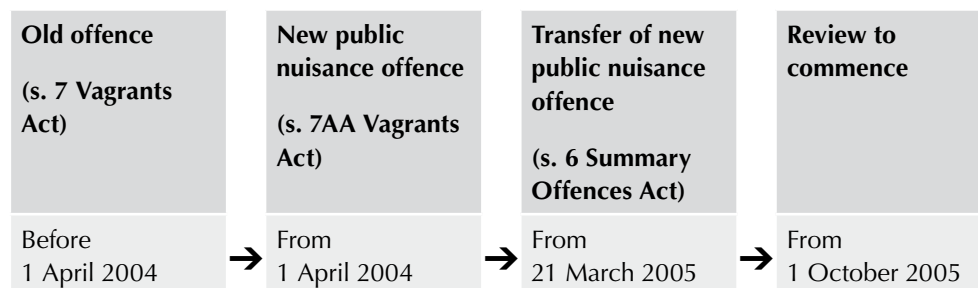 Old offence
(s. 7 Vagrants
Act)
Before
1 April 2004
New public
nuisance offence
(s. 7AA Vagrants
Act)
From
1 April 2004
Transfer of new
public nuisance
offence
(s. 6 Summary
Offences Act)
From
21 March 2005
Review to
commence
From
1 October 2005